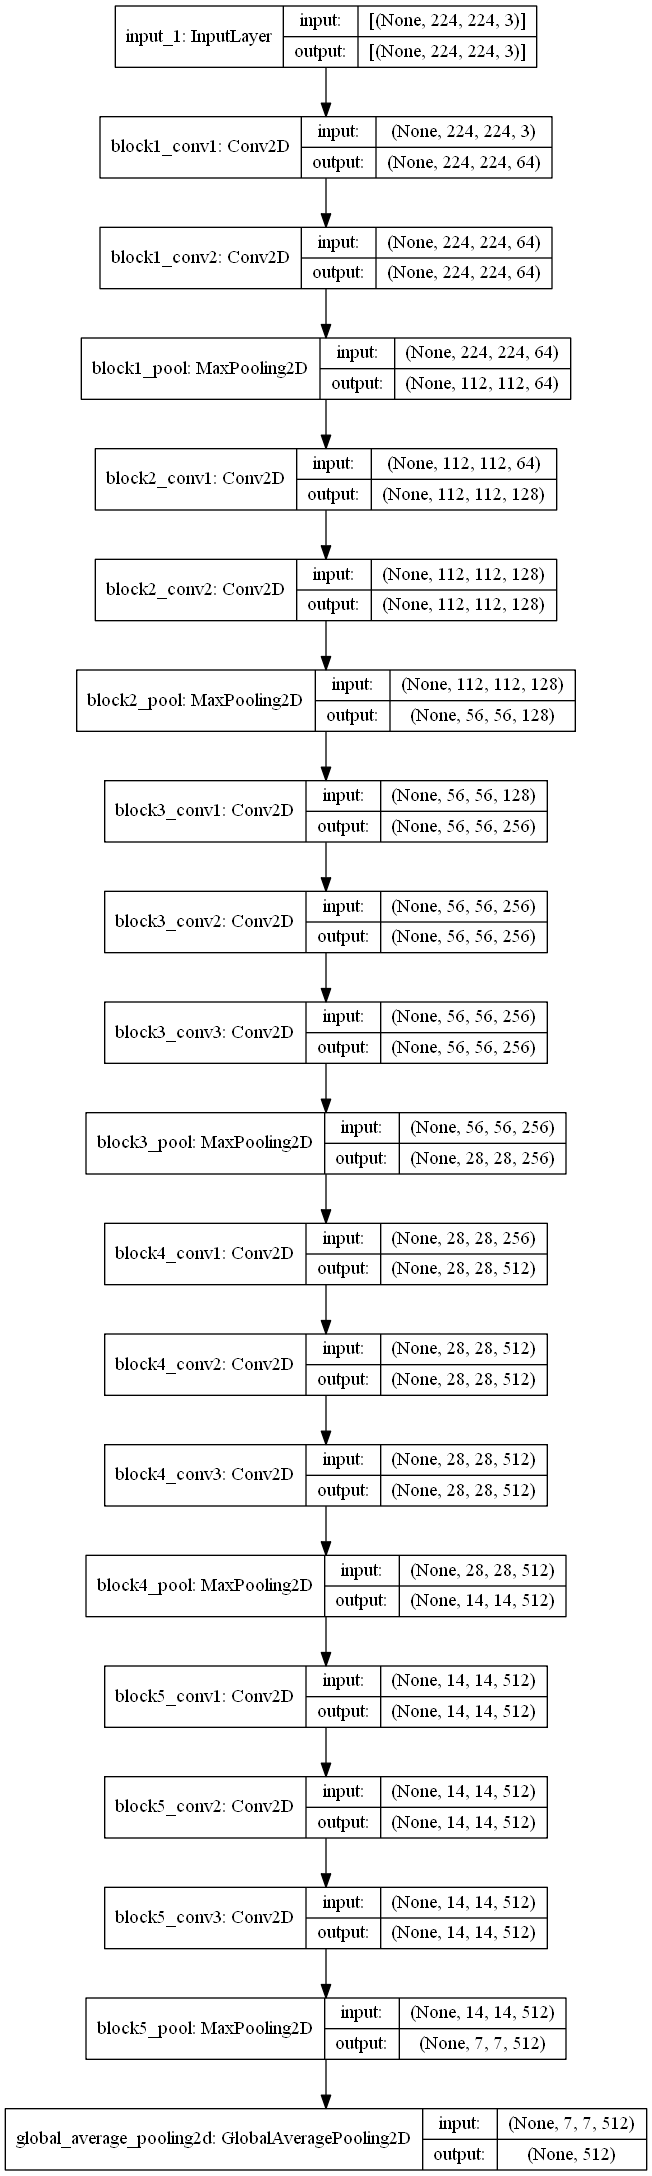 input_1: InputLayer
input: [(None, 224, 224, 3)]
output: [(None, 224, 224, 3)]
block1_conv1: Conv2D
input: (None, 224, 224, 3)
output: (None, 224, 224, 64)
block1_conv2: Conv2D
input: (None, 224, 224, 64)
output: (None, 224, 224, 64)
block1_pool: MaxPooling2D
input: (None, 224, 224, 64)
output: (None, 112, 112, 64)
block2_conv1: Conv2D
input: (None, 112, 112, 64)
output: (None, 112, 112, 128)
block2_conv2: Conv2D
input: (None, 112, 112, 128)
output: (None, 112, 112, 128)
block2_pool: MaxPooling2D
input: (None, 112, 112, 128)
output: (None, 56, 56, 128)
block3_conv1: Conv2D
input: (None, 56, 56, 128)
output: (None, 56, 56, 256)
block3_conv2: Conv2D
input: (None, 56, 56, 256)
output: (None, 56, 56, 256)
block3_conv3: Conv2D
input: (None, 56, 56, 256)
output: (None, 56, 56, 256)
block3_pool: MaxPooling2D
input: (None, 56, 56, 256)
output: (None, 28, 28, 256)
block4_conv1: Conv2D
input: (None, 28, 28, 256)
output: (None, 28, 28, 512)
block4_conv2: Conv2D
input: (None, 28, 28, 512)
output: (None, 28, 28, 512)
block4_conv3: Conv2D
input: (None, 28, 28, 512)
output: (None, 28, 28, 512)
block4_pool: MaxPooling2D
input: (None, 28, 28, 512)
output: (None, 14, 14, 512)
block5_conv1: Conv2D
input: (None, 14, 14, 512)
output: (None, 14, 14, 512)
block5_conv2: Conv2D
input: (None, 14, 14, 512)
output: (None, 14, 14, 512)
block5_conv3: Conv2D
input: (None, 14, 14, 512)
output: (None, 14, 14, 512)
block5_pool: MaxPooling2D
input: (None, 14, 14, 512)
output: (None, 7, 7, 512)
global_average_pooling2d: GlobalAveragePooling2D
input: (None, 7, 7, 512)
output: (None, 512)